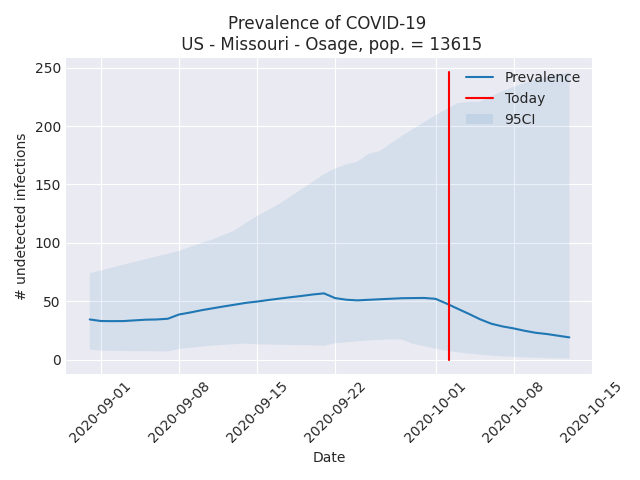 Prevalence of COVID-19
US - Missouri - Osage, pop. = 13615
250
200
150
100
50
0
# undetected infections
Prevalence
Today
95CI
2020-09-01
2020-09-08
2020-09-15
2020-09-22
2020-10-01
2020-10-08
2020-10-15
Date